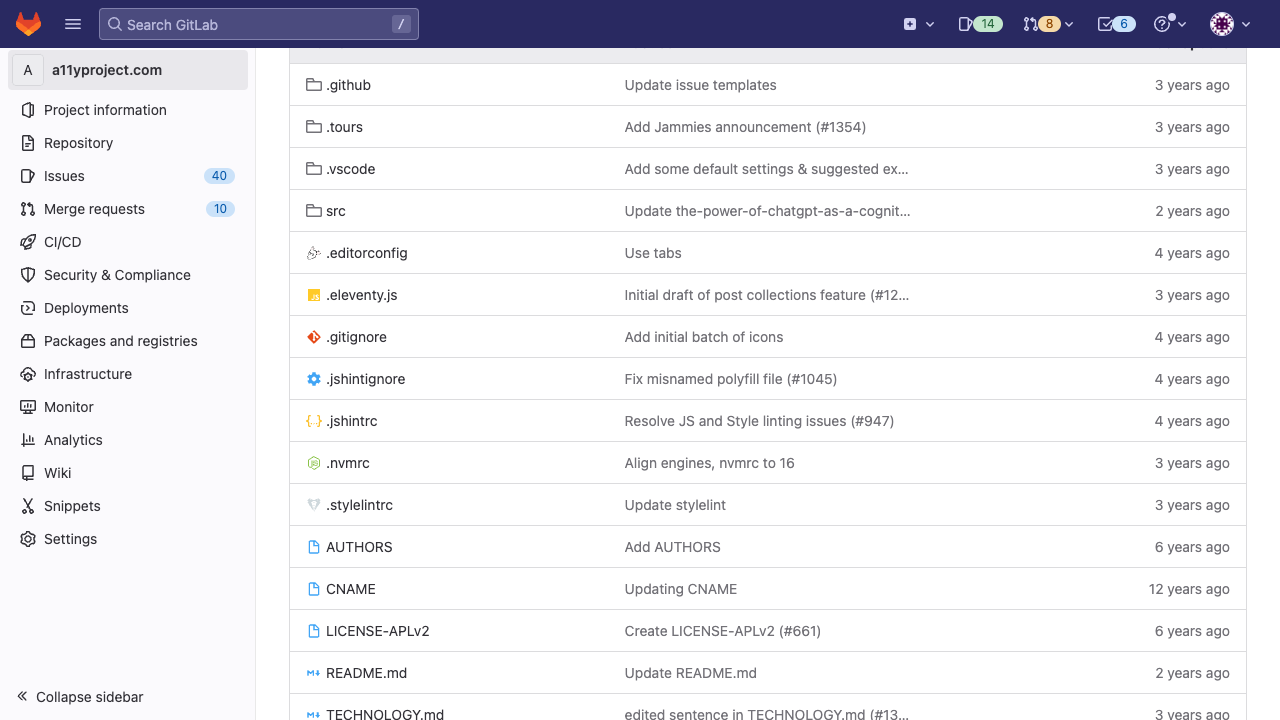 Search GitLab
/
14
8
6
A
a11yproject.com
Project information
Repository
Issues
40
Merge requests
10
CI/CD
Security & Compliance
Deployments
Packages and registries
Infrastructure
Monitor
Analytics
Wiki
Snippets
Settings
Collapse sidebar
.github Update issue templates 3 years ago
.tours Add Jammies announcement (#1354) 3 years ago
.vscode Add some default settings & suggested ex... 3 years ago
src Update the-power-of-chatgpt-as-a-cognit... 2 years ago
.editorconfig Use tabs 4 years ago
.eleventy.js Initial draft of post collections feature (#12... 3 years ago
.gitignore Add initial batch of icons 4 years ago
.jshintignore Fix misnamed polyfill file (#1045) 4 years ago
.jshintrc Resolve JS and Style linting issues (#947) 4 years ago
.nvmrc Align engines, nvmrc to 16 3 years ago
.stylelintrc Update stylelint 3 years ago
AUTHORS Add AUTHORS 6 years ago
CNAME Updating CNAME 12 years ago
LICENSE-APLv2 Create LICENSE-APLv2 (#661) 6 years ago
README.md Update README.md 2 years ago
TECHNOLOGY.md edited sentence in TECHNOLOGY.md (#13... 3 years ago